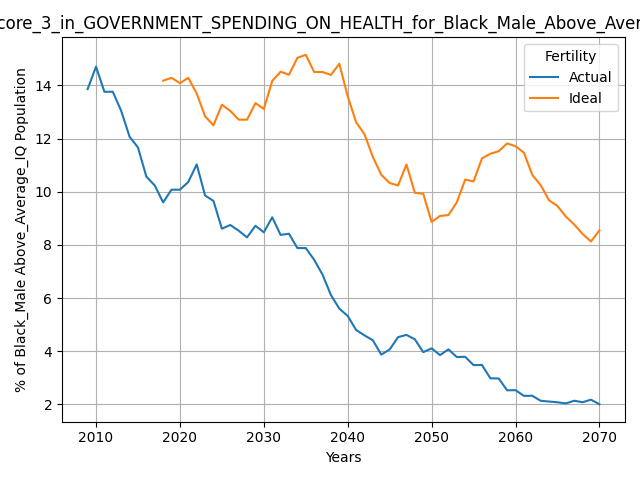 core_3_in_GOVERNMENT_SPENDING_ON_HEALTH_for_Black_Male_Above_Aver
Fertility
Actual
Ideal
% of Black_Male Above_Average_IQ Population
14
12
10
8
6
4
2
2010 2020 2030 2040 2050 2060 2070
Years